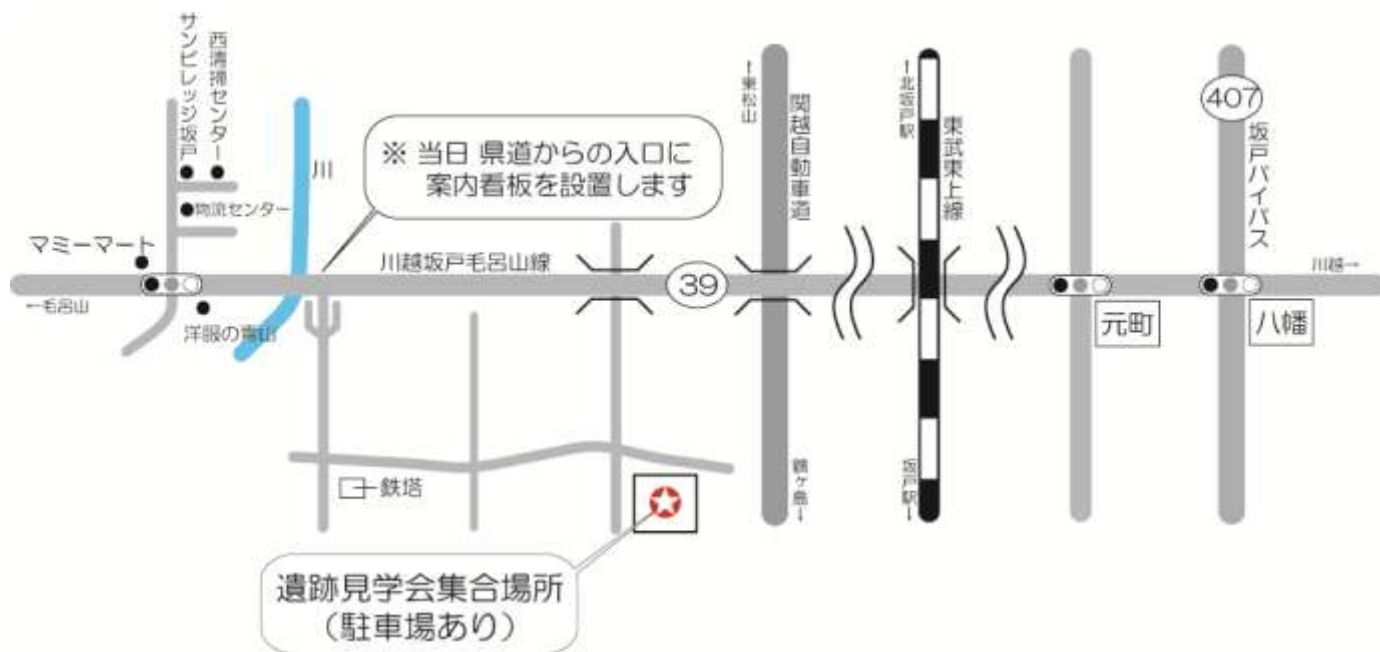 サンビレッジ坂戸
西清掃センター
川
※ 当日 県道からの入口に
案内看板を設置します
↑東松山
関越自動車道
↑北坂戸駅
東武東上線
407
坂戸バイパス
物流センター
マミーマート
川越坂戸毛呂山線
39
川越→
←毛呂山
洋服の青山
元町
八幡
鉄塔
鶴ヶ島↓
坂戸駅↓
遺跡見学会集合場所
(駐車場あり)